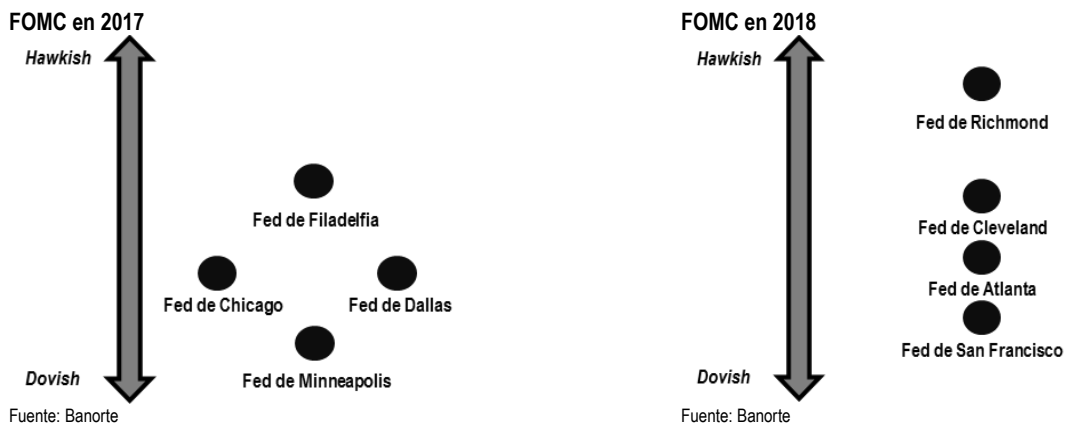 FOMC en 2017
Hawkish
Fed de Filadelfia
Fed de Chicago
Fed de Dallas
Fed de Minneapolis
Dovish
Fuente: Banorte
FOMC en 2018
Hawkish
Fed de Richmond
Fed de Cleveland
Fed de Atlanta
Fed de San Francisco
Dovish
Fuente: Banorte